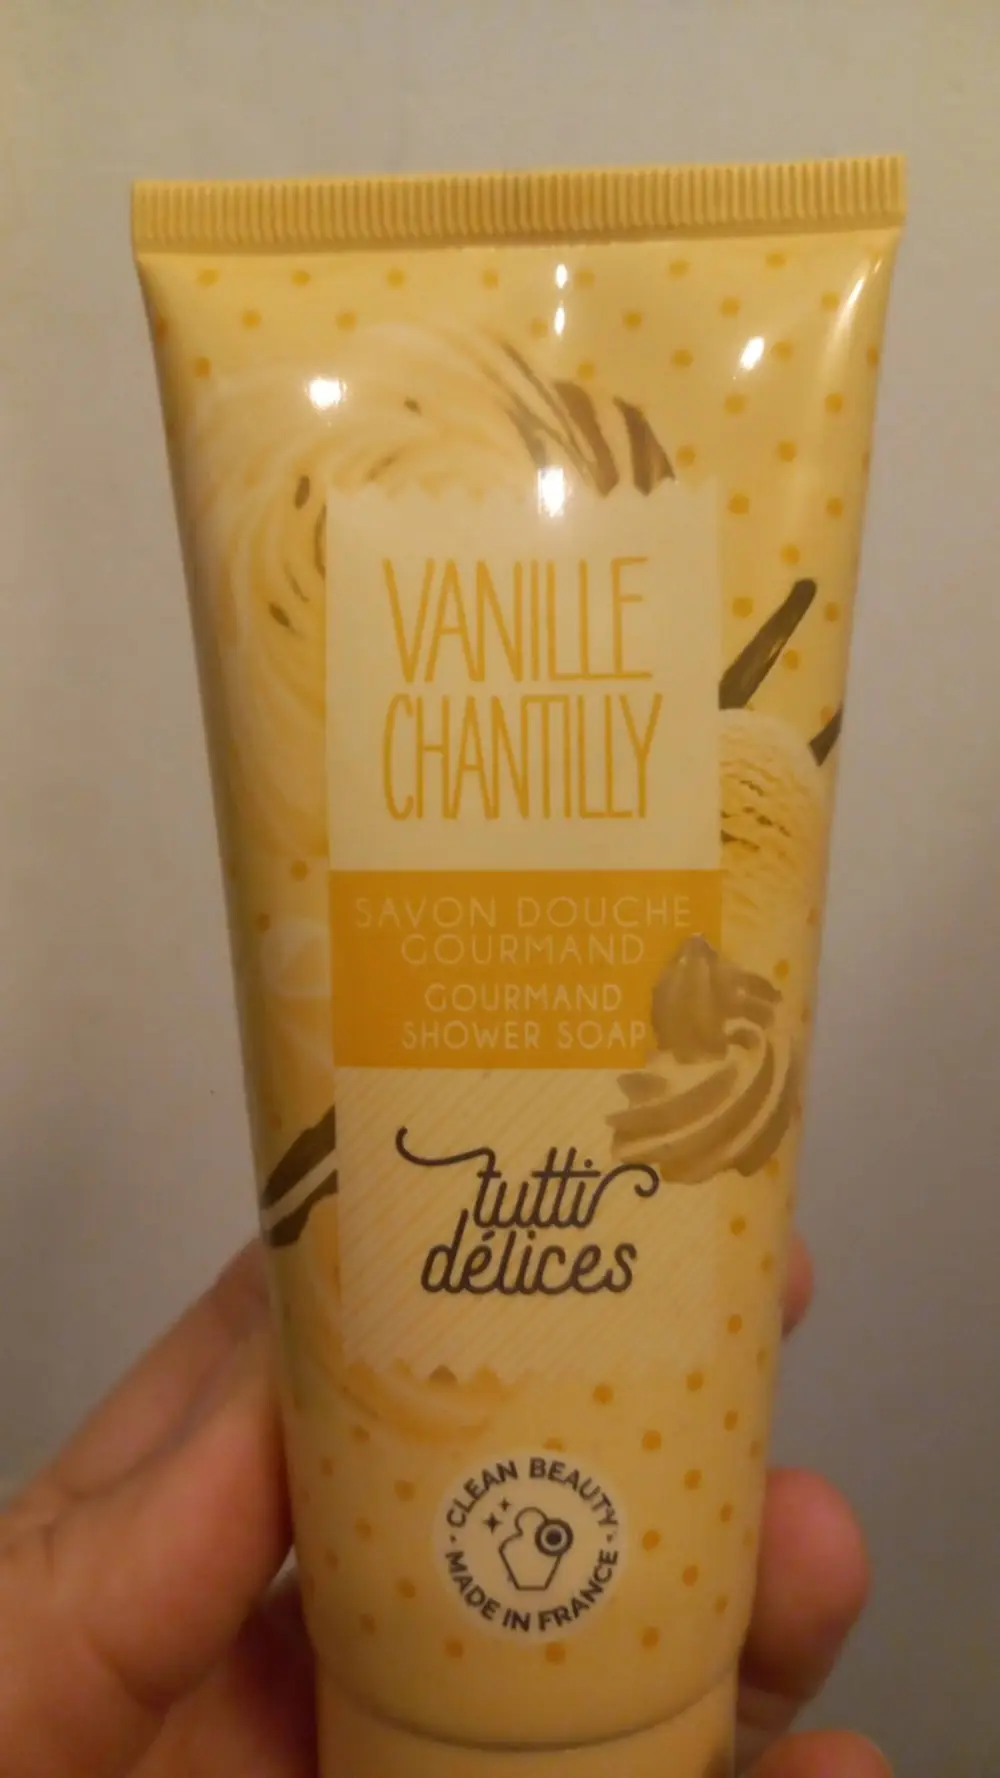 VANILLE
CHANTILLY
SAVON DOUCHE
GOURMAND
GOURMAND
SHOWER SOAP
tutti
délices
· CLEAN BEAUTY ·
MADE IN FRANCE